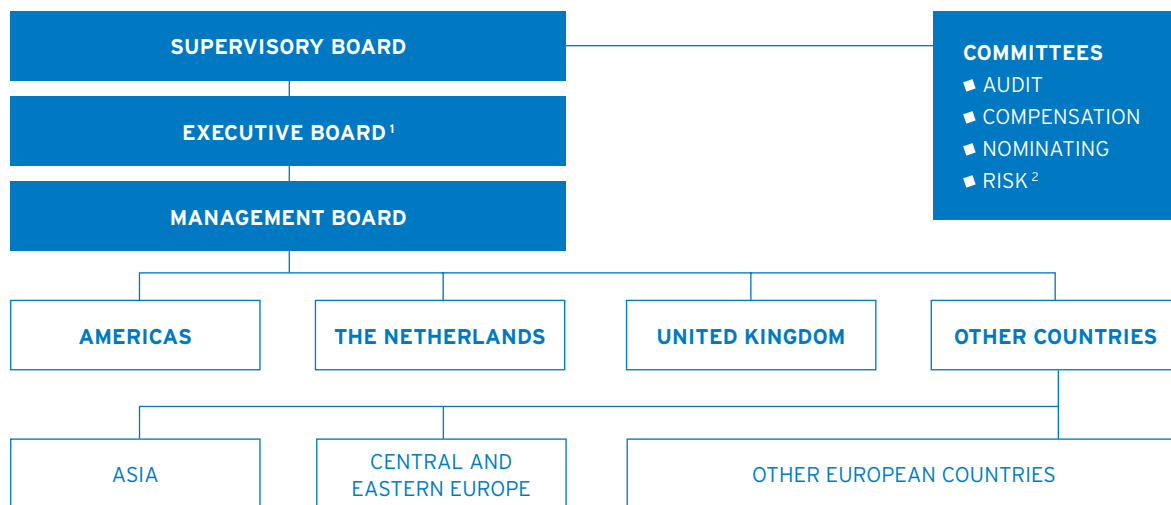 SUPERVISORY BOARD
COMMITTEES
◆ AUDIT
◆ COMPENSATION
◆ NOMINATING
◆ RISK ²
EXECUTIVE BOARD ¹
MANAGEMENT BOARD
AMERICAS
THE NETHERLANDS
UNITED KINGDOM
OTHER COUNTRIES
ASIA
CENTRAL AND
EASTERN EUROPE
OTHER EUROPEAN COUNTRIES